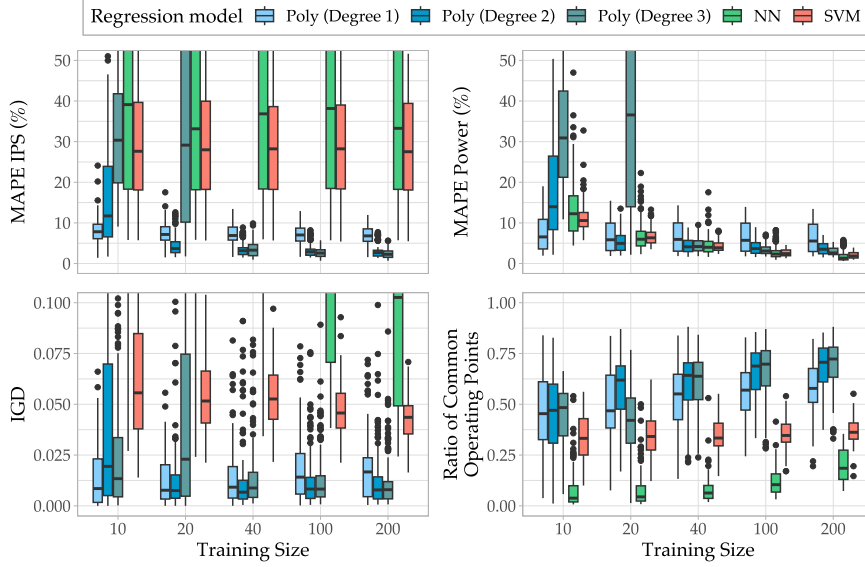 Regression model Poly (Degree 1) Poly (Degree 2) Poly (Degree 3) NN SVM
MAPE IPS (%)
50
40
30
20
10
0
MAPE Power (%)
50
40
30
20
10
0
IGD
0.100
0.075
0.050
0.025
0.000
10 20 40 100 200
Training Size
Ratio of Common
Operating Points
1.00
0.75
0.50
0.25
0.00
10 20 40 100 200
Training Size